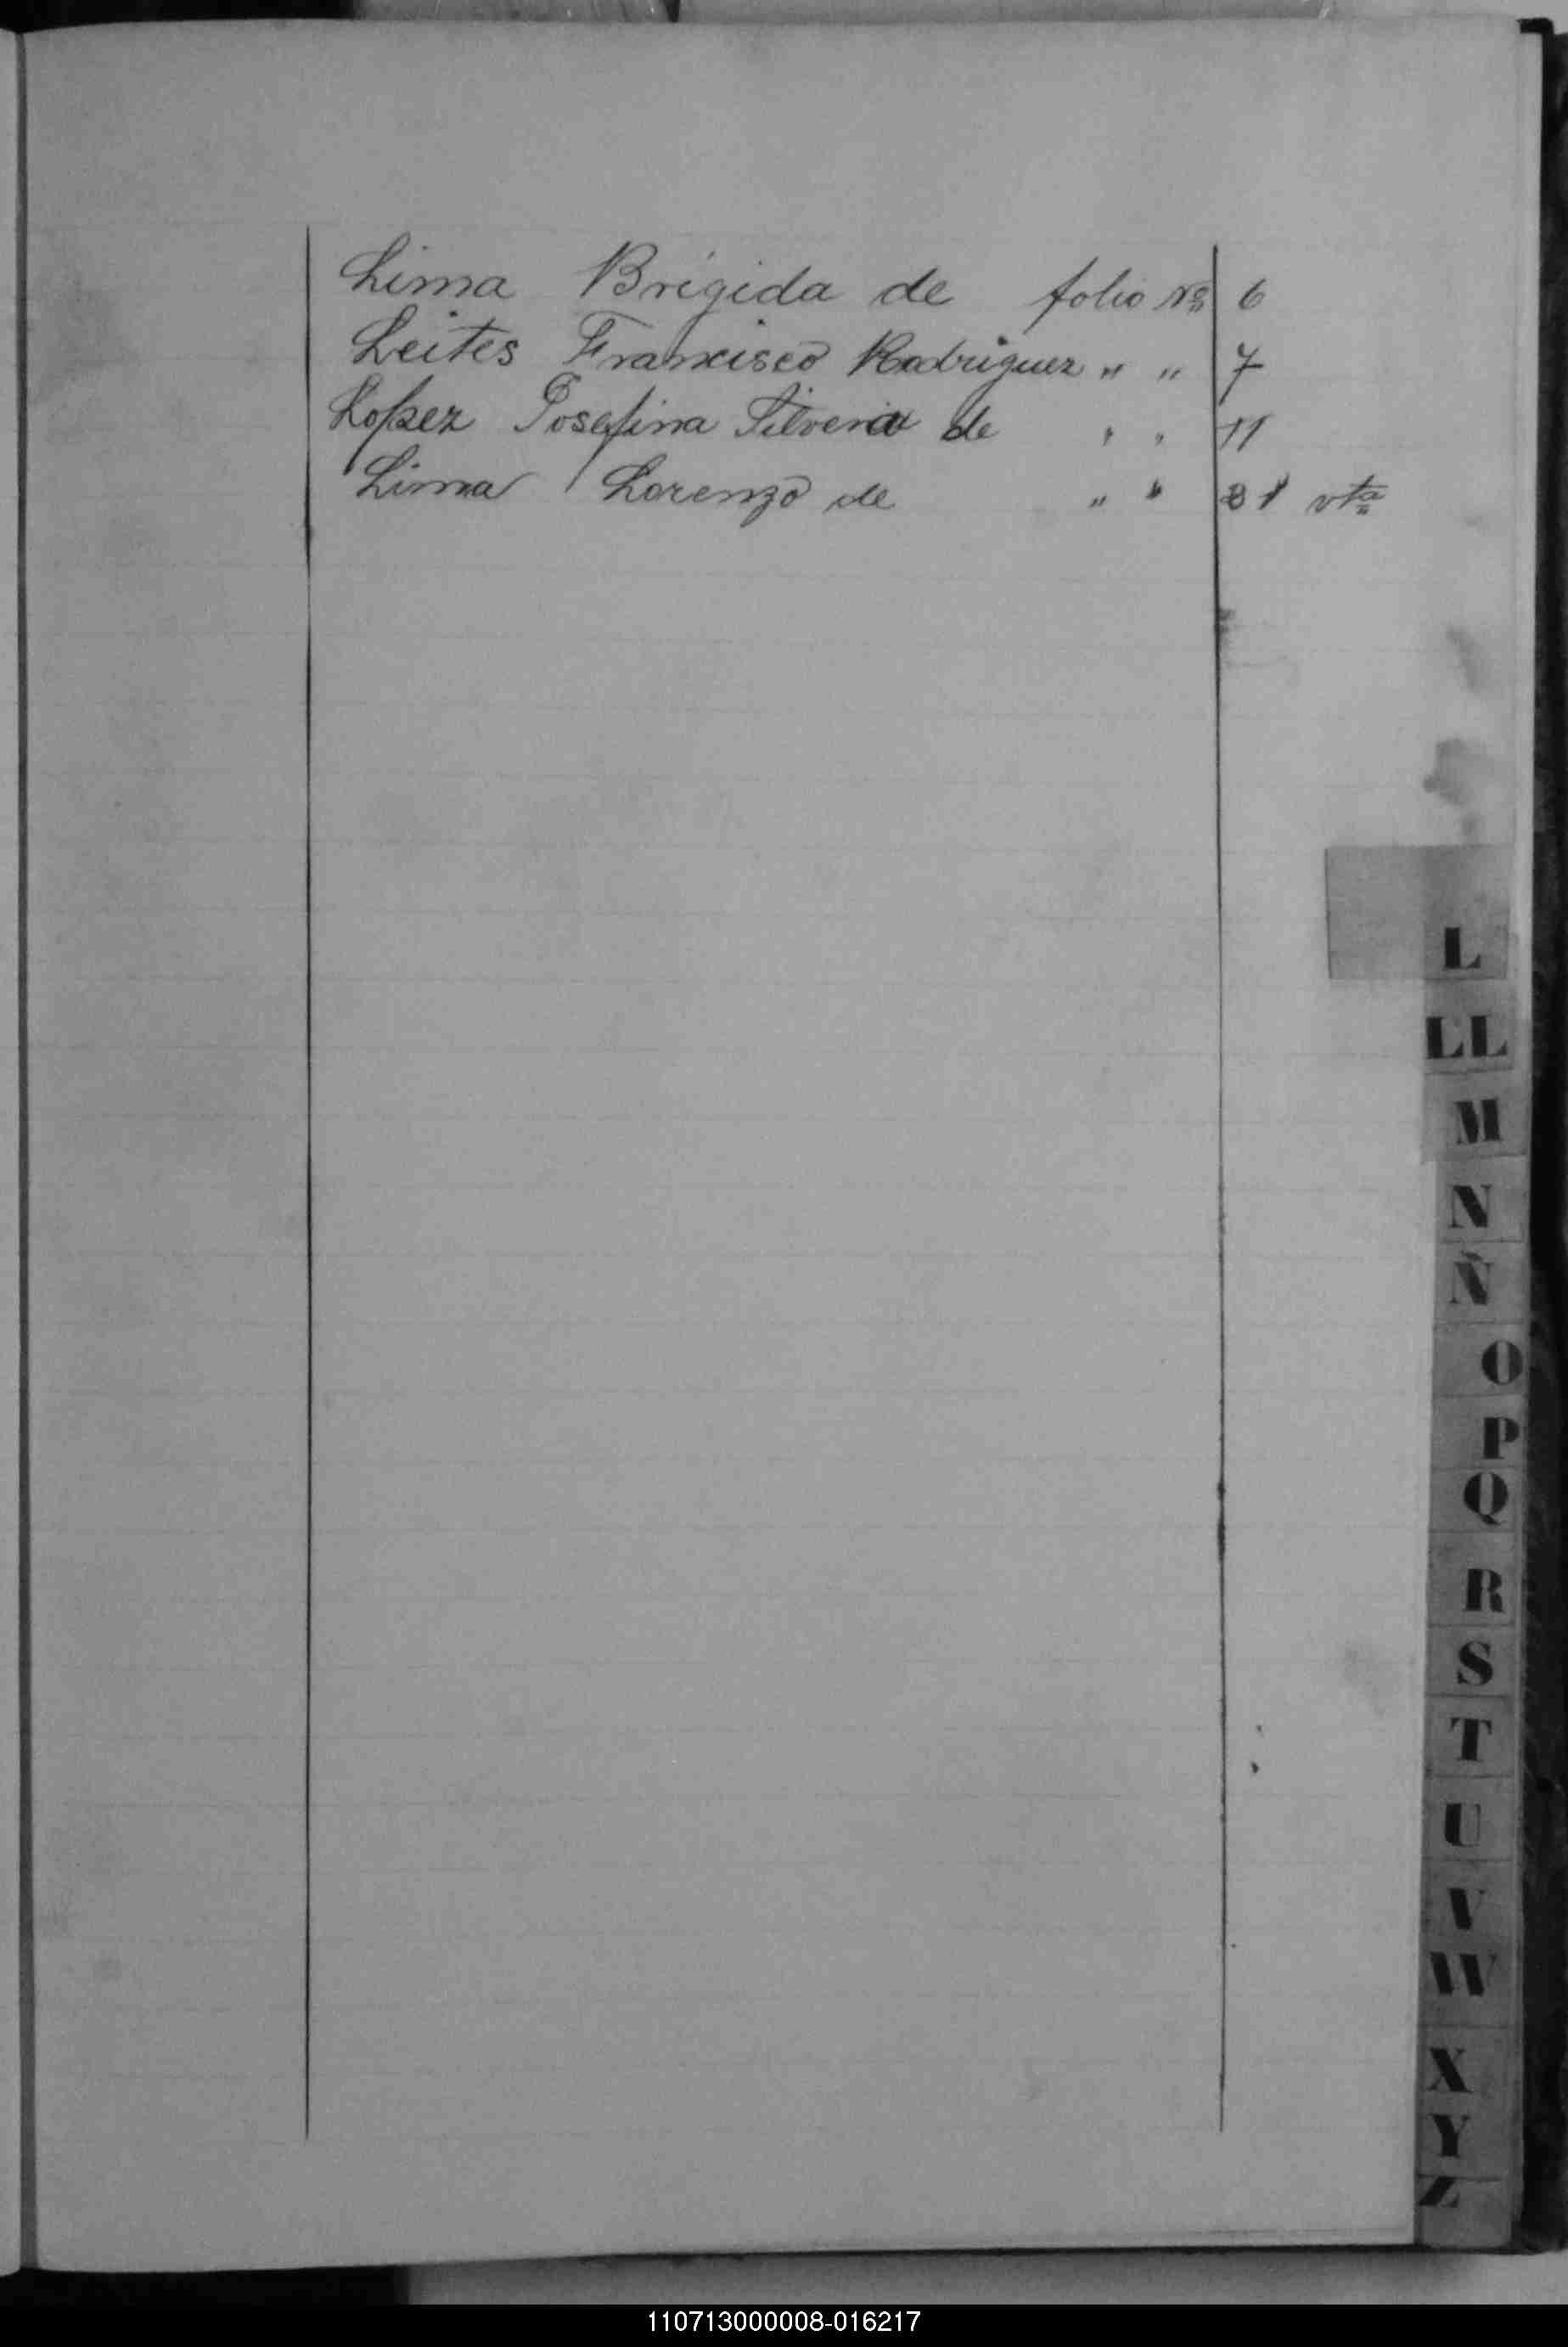 Lima Brigida de folio Nº 6
Leites Francisco Rodriguez " " 7
Lopez Josefina Silveira de " " 11
Lima Lorenzo de " " 21 vta
L
LL
M
N
Ñ
O
P
Q
R
S
T
U
V
W
X
Y
Z
110713000008-016217